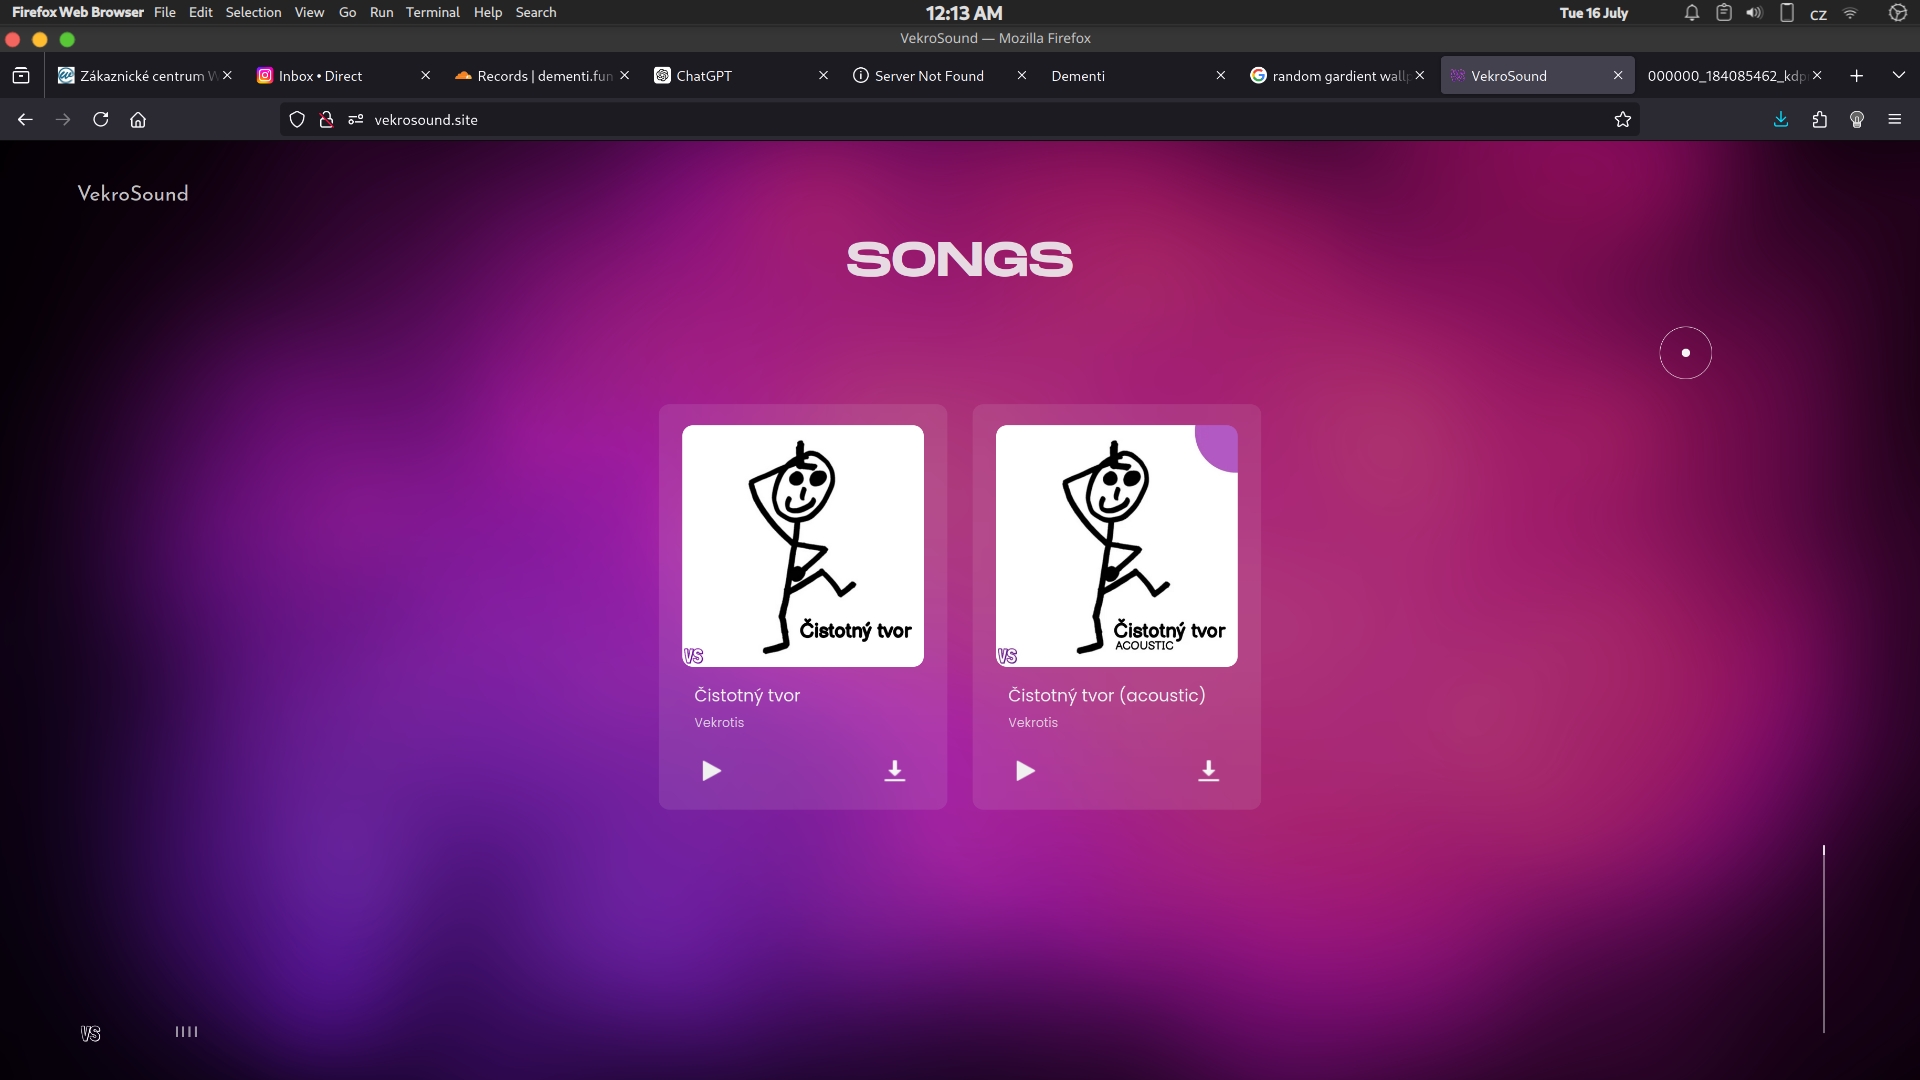 Firefox Web Browser File Edit Selection View Go Run Terminal Help Search 12:13 AM Tue 16 July CZ
VekroSound — Mozilla Firefox
Zákaznické centrum Inbox • Direct Records | dementi.fun ChatGPT Server Not Found Dementi random gardient wallp VekroSound 000000_184085462_kdp
vekrosound.site
VekroSound
SONGS
Čistotný tvor
VS
Čistotný tvor
ACOUSTIC
VS
Čistotný tvor
Vekrotis
Čistotný tvor (acoustic)
Vekrotis
VS